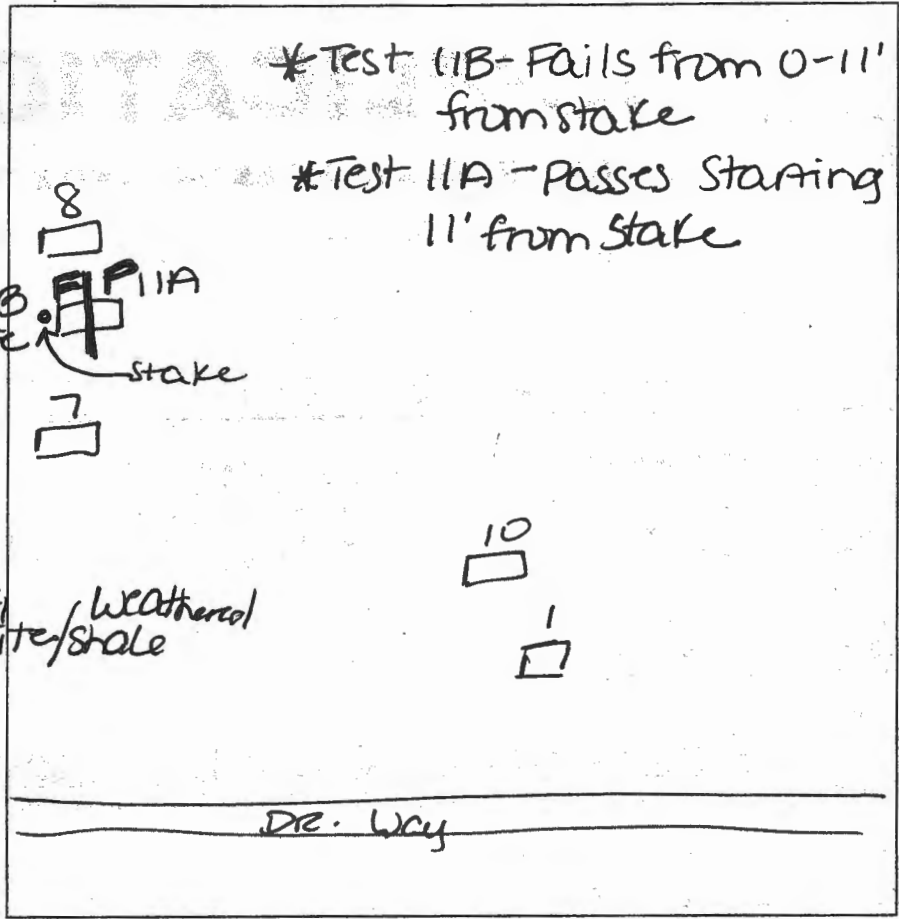 *Test 11B-Fails from 0-11'
from stake
*Test 11A-Passes Starting
11' from Stake
8
F P 11A
B
stake
7
10
weathered
/shale
1
DR. Way